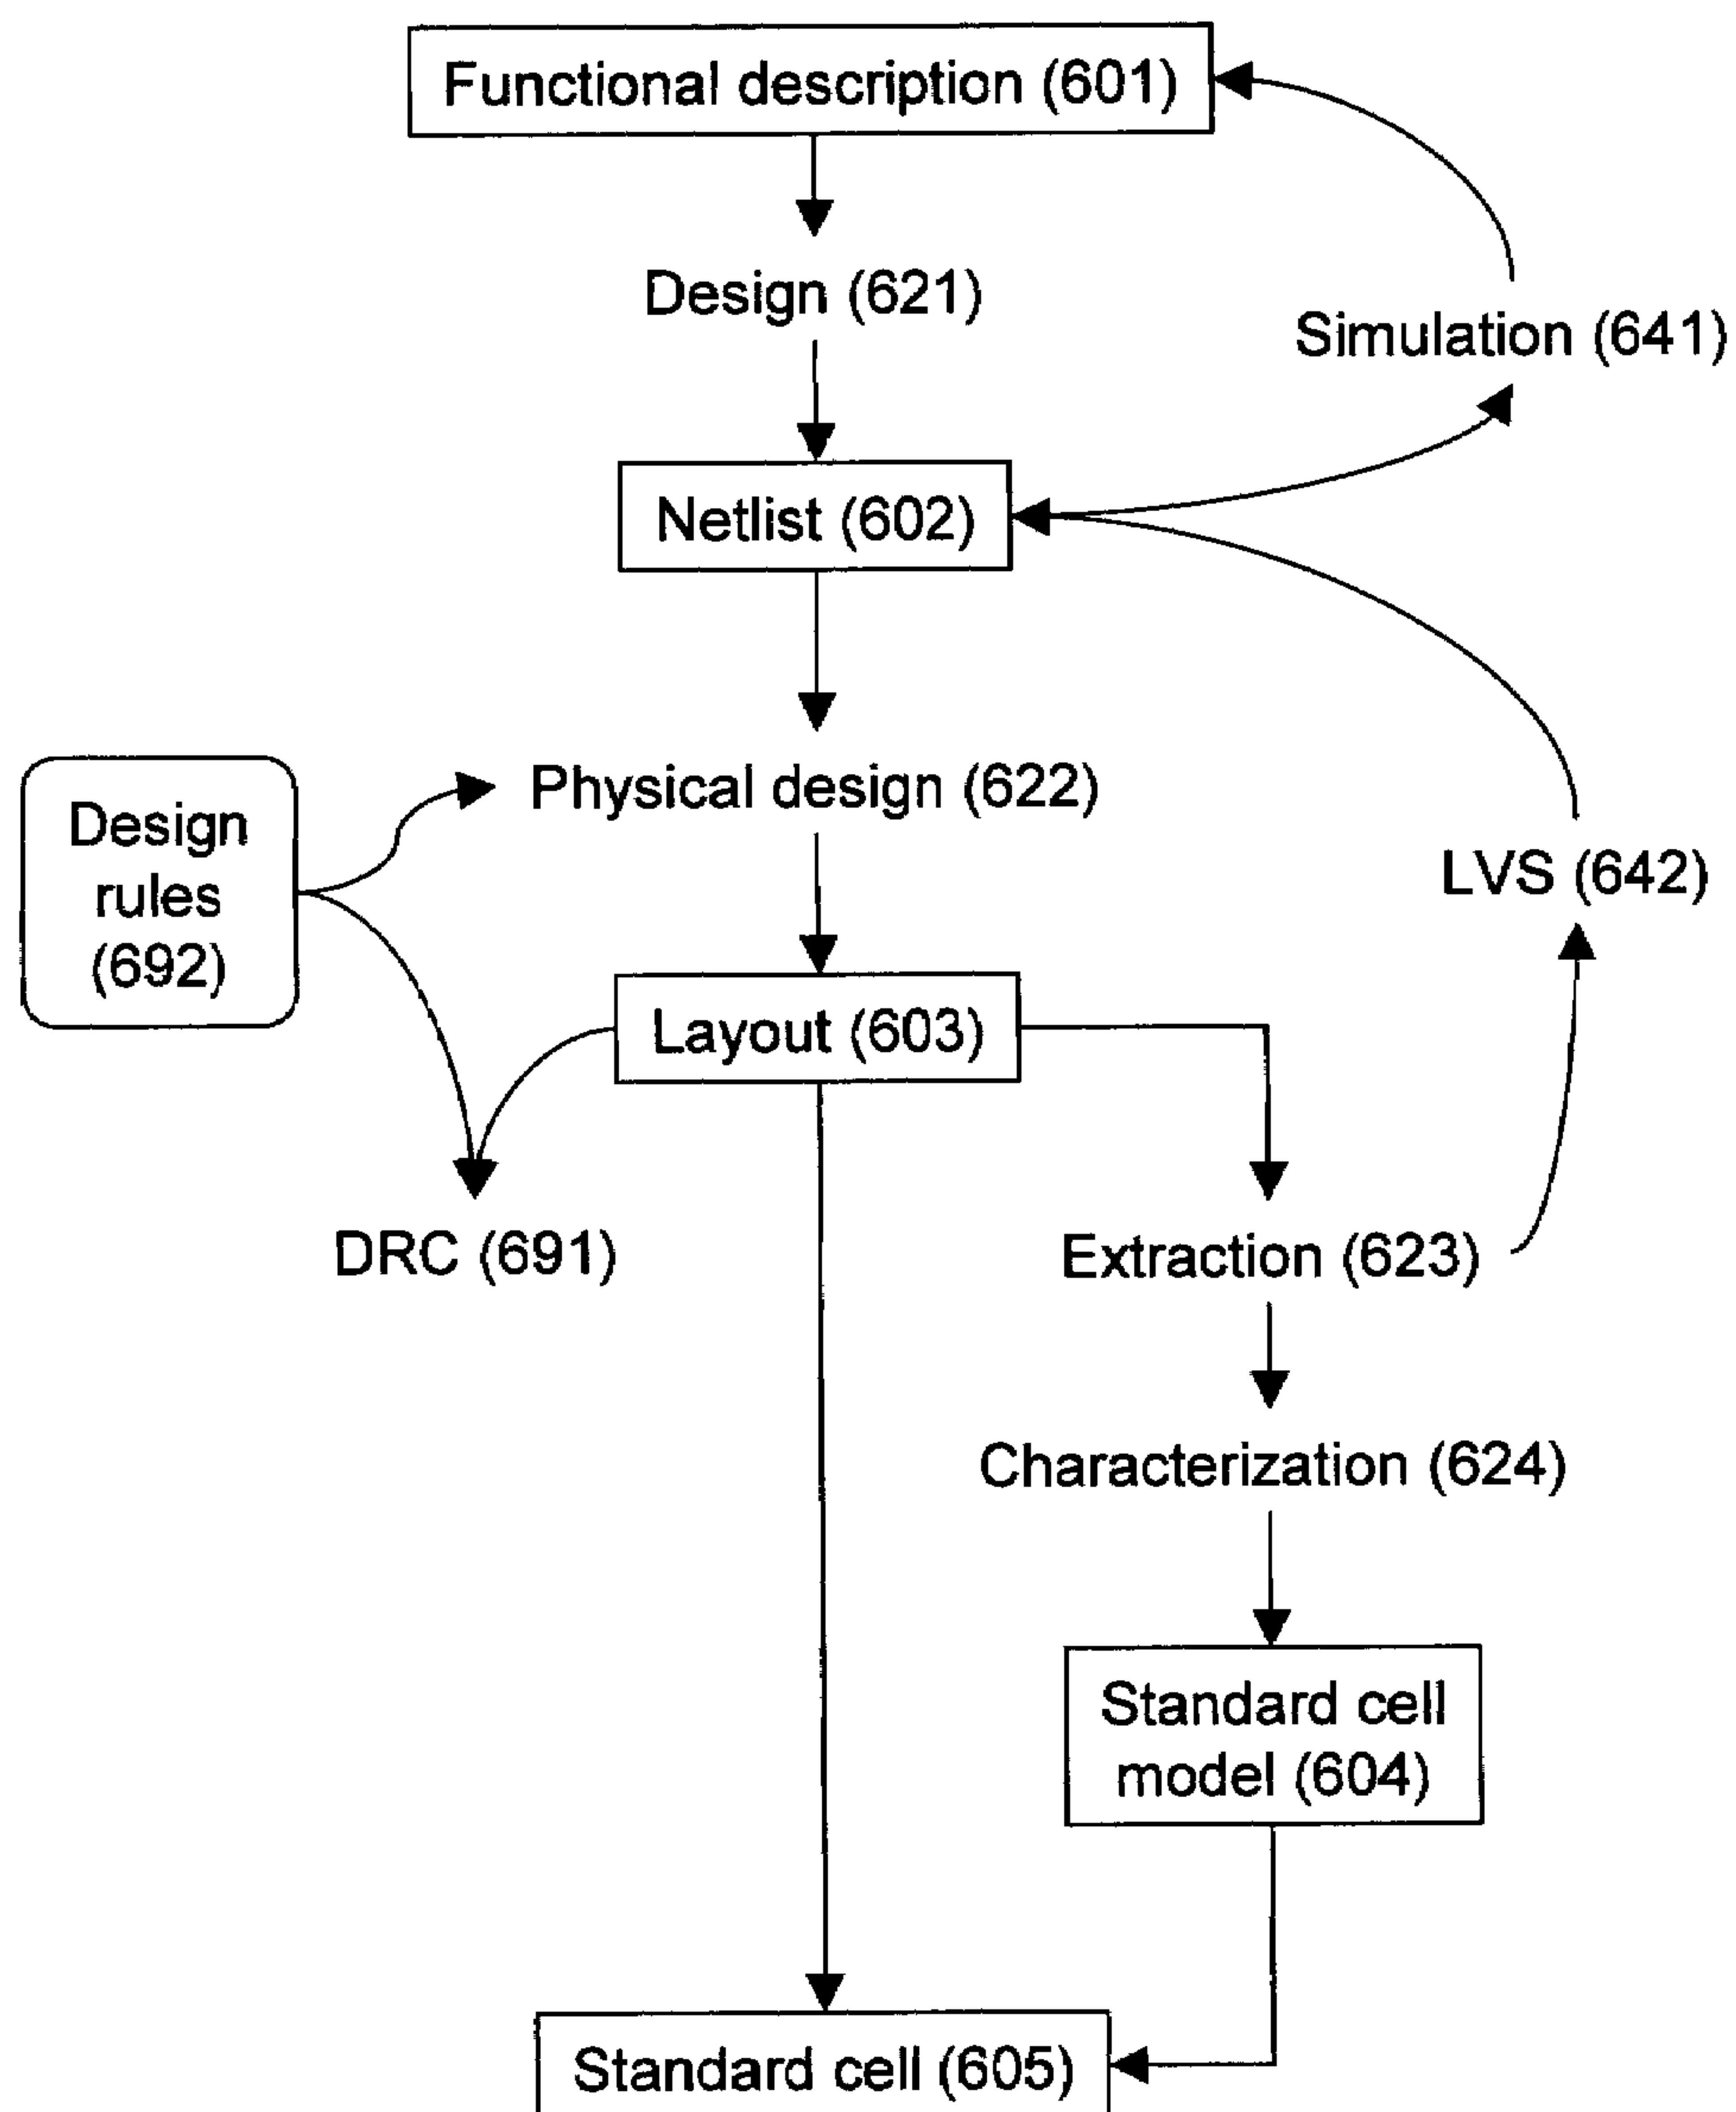 Functional description (601)
Design (621)
Simulation (641)
Netlist (602)
Physical design (622)
Design
rules
(692)
LVS (642)
Layout (603)
DRC (691)
Extraction (623)
Characterization (624)
Standard cell
model (604)
Standard cell (605)